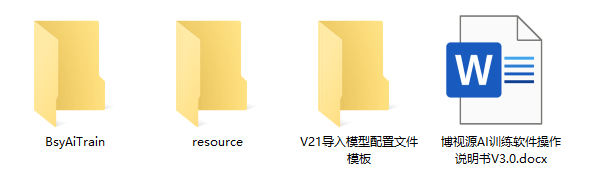 BsyAiTrain
resource
V21导入模型配置文件
模板
W
博视源AI训练软件操作
说明书V3.0.docx